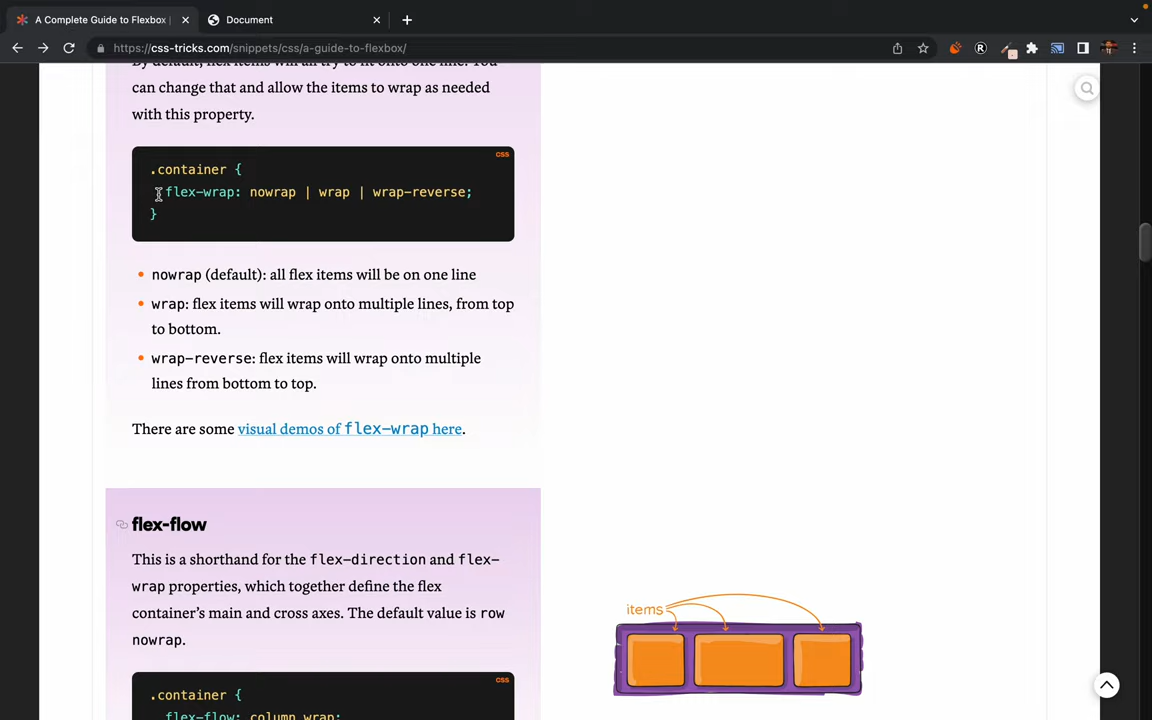 A Complete Guide to Flexbox |
Document
https://css-tricks.com/snippets/css/a-guide-to-flexbox/
By default, flex items will all try to fit onto one line. You
can change that and allow the items to wrap as needed
with this property.
css
.container {
flex-wrap: nowrap | wrap | wrap-reverse;
}
nowrap (default): all flex items will be on one line
wrap: flex items will wrap onto multiple lines, from top
to bottom.
wrap-reverse: flex items will wrap onto multiple
lines from bottom to top.
There are some visual demos of flex-wrap here.
flex-flow
This is a shorthand for the flex-direction and flex-
wrap properties, which together define the flex
container's main and cross axes. The default value is row
nowrap.
items
css
.container {
flex-flow: column wrap;